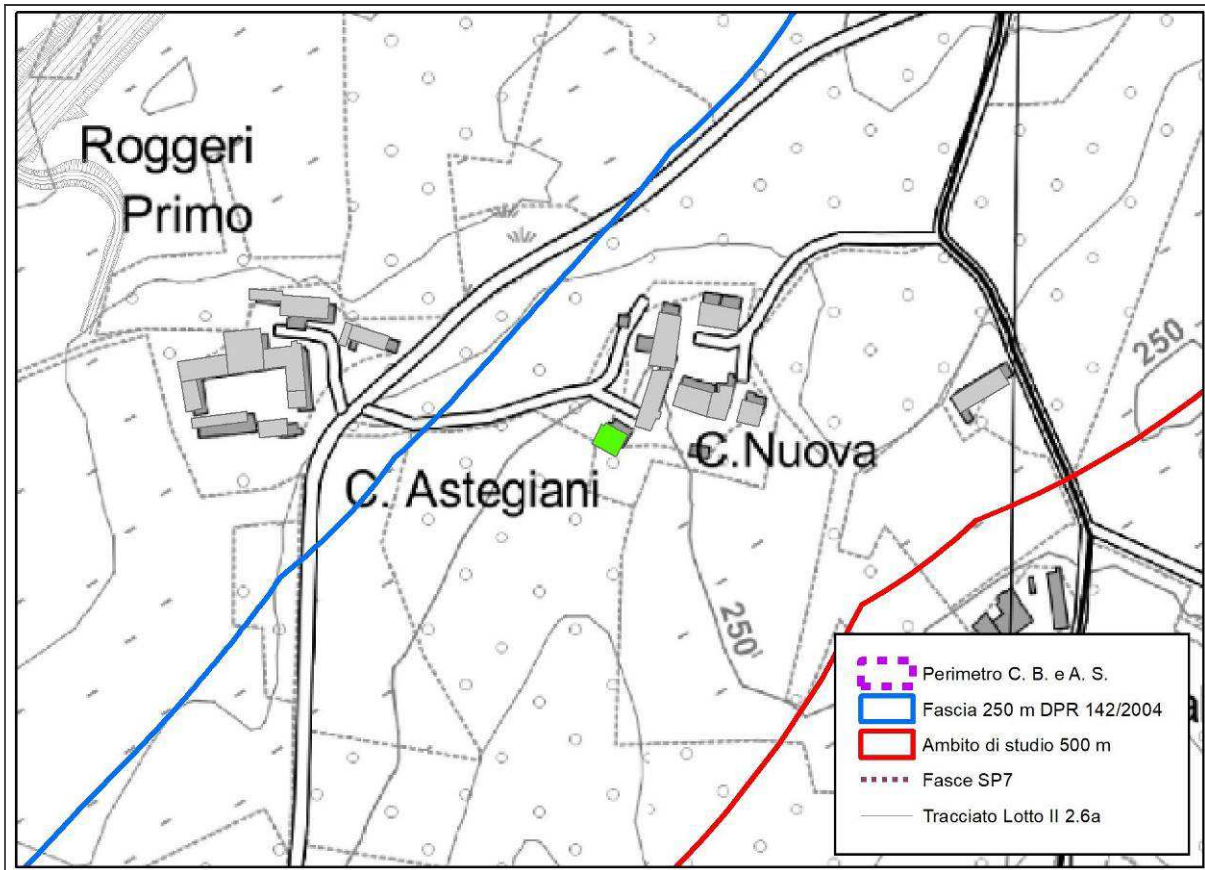 Roggeri
Primo
250
C.Nuova
C. Astegiani
250
Perimetro C. B. e A. S.
Fascia 250 m DPR 142/2004
Ambito di studio 500 m
Fasce SP7
Tracciato Lotto II 2.6a